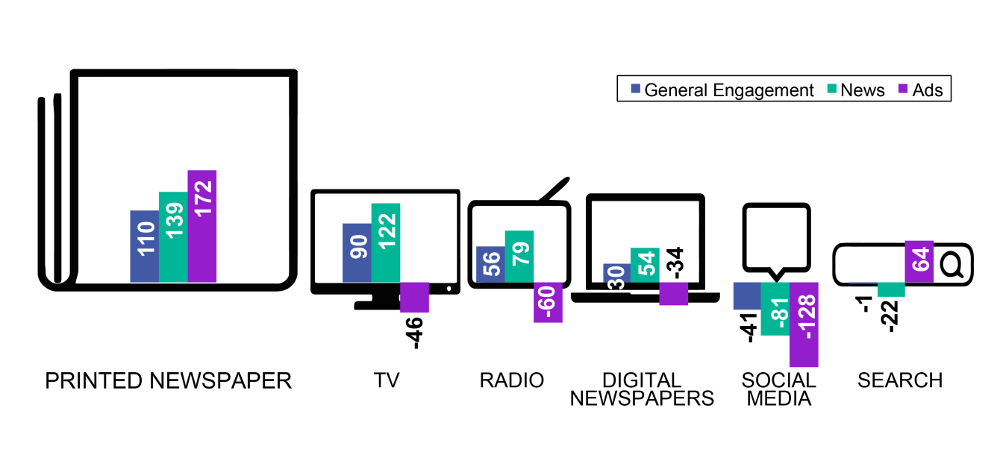 General Engagement News Ads
110 139 172
90 122 -46
56 79 -60
30 54 -34
-41 -81 -128
-1 -22 64
PRINTED NEWSPAPER
TV
RADIO
DIGITAL
NEWSPAPERS
SOCIAL
MEDIA
SEARCH